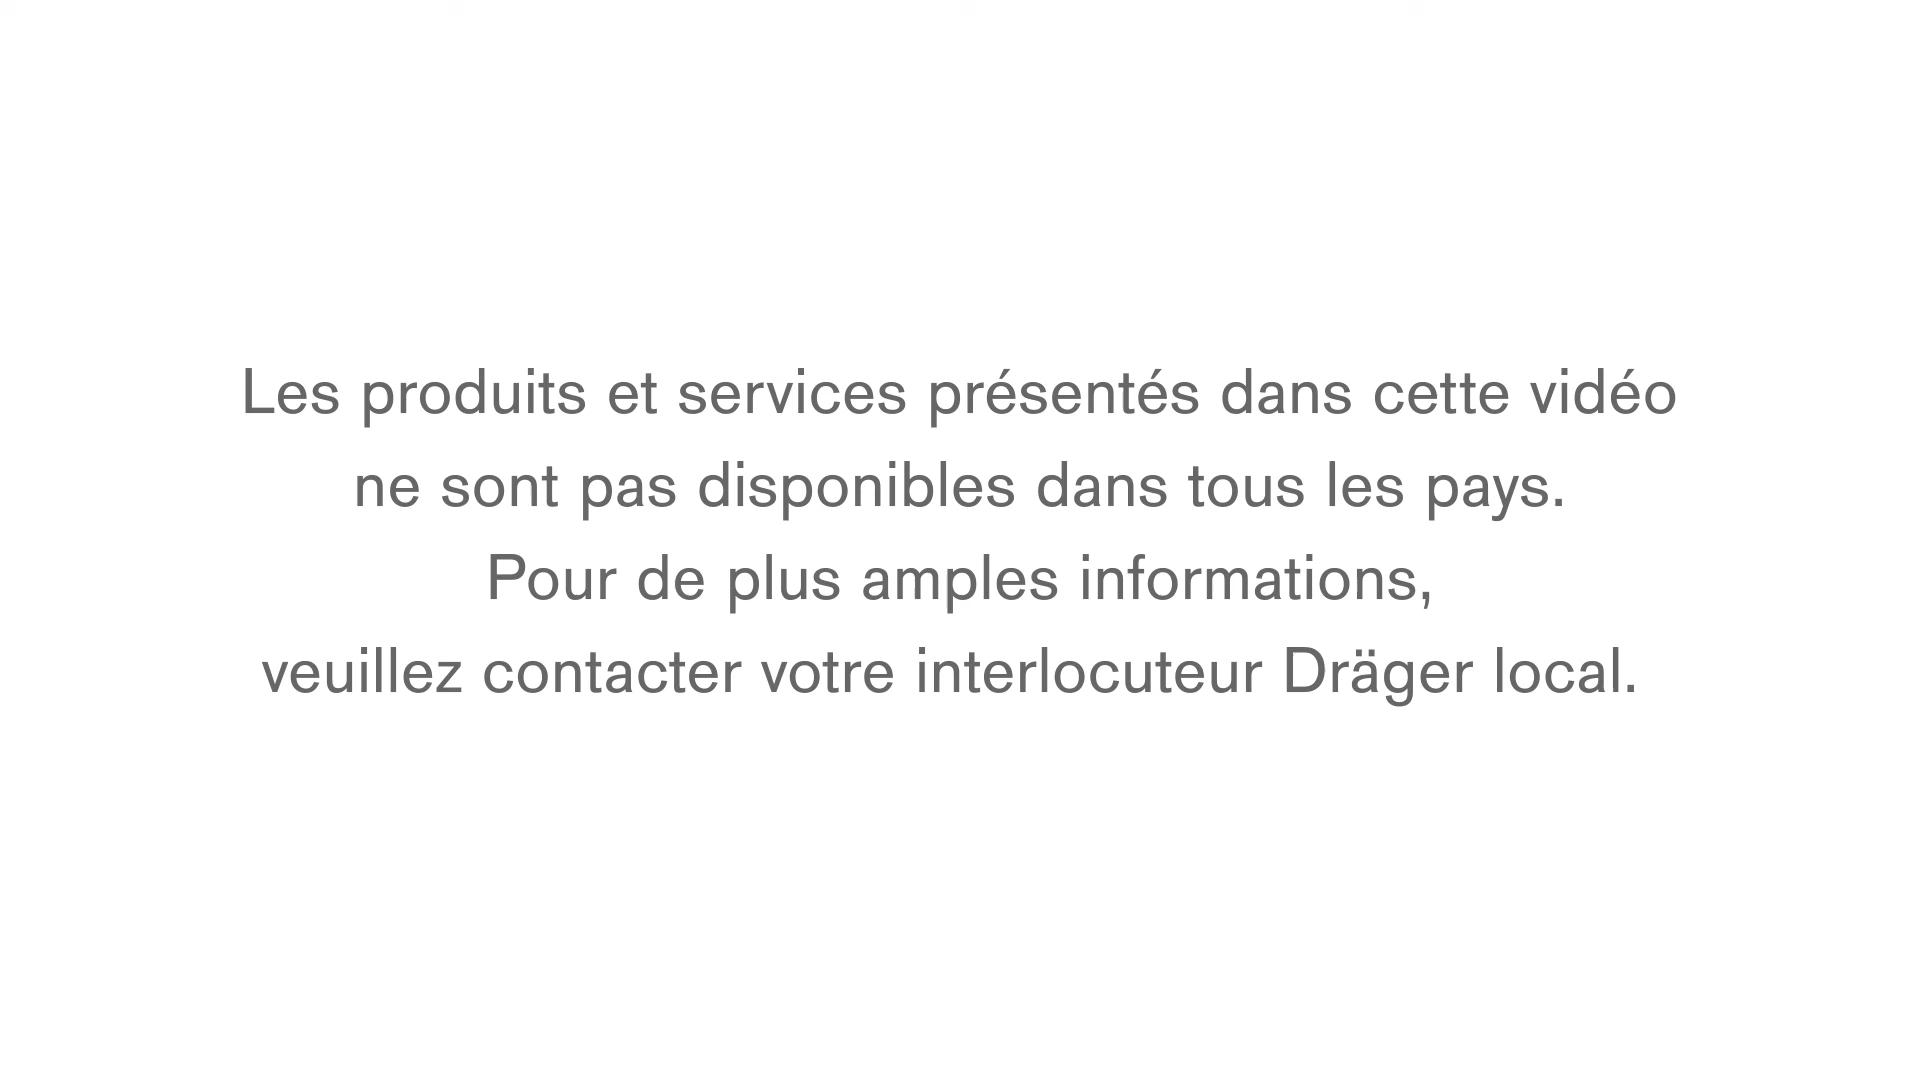 Les produits et services présentés dans cette vidéo
ne sont pas disponibles dans tous les pays.
Pour de plus amples informations,
veuillez contacter votre interlocuteur Dräger local.